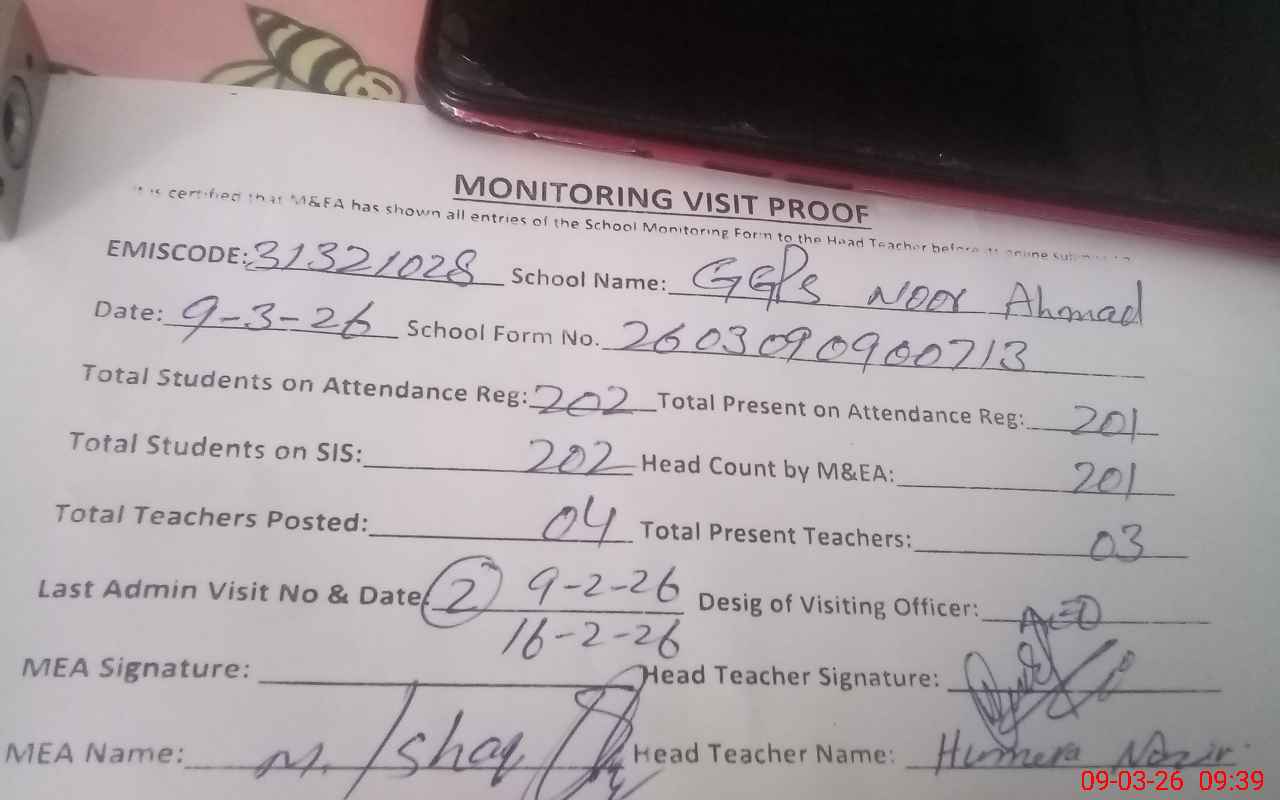 MONITORING VISIT PROOF
It is certified that M&EA has shown all entries of the School Monitoring Form to the Head Teacher before its online
EMISCODE: 31321028 School Name: GGPS Noor Ahmad
Date: 9-3-26 School Form No. 2603090900713
Total Students on Attendance Reg: 202 Total Present on Attendance Reg: 201
Total Students on SIS: 202 Head Count by M&EA: 201
Total Teachers Posted: 04 Total Present Teachers: 03
Last Admin Visit No & Date: 2 9-2-26 Desig of Visiting Officer: AEO
16-2-26
MEA Signature: Head Teacher Signature:
MEA Name: M. Ishaq Head Teacher Name: Humera Nazir
09-03-26 09:39